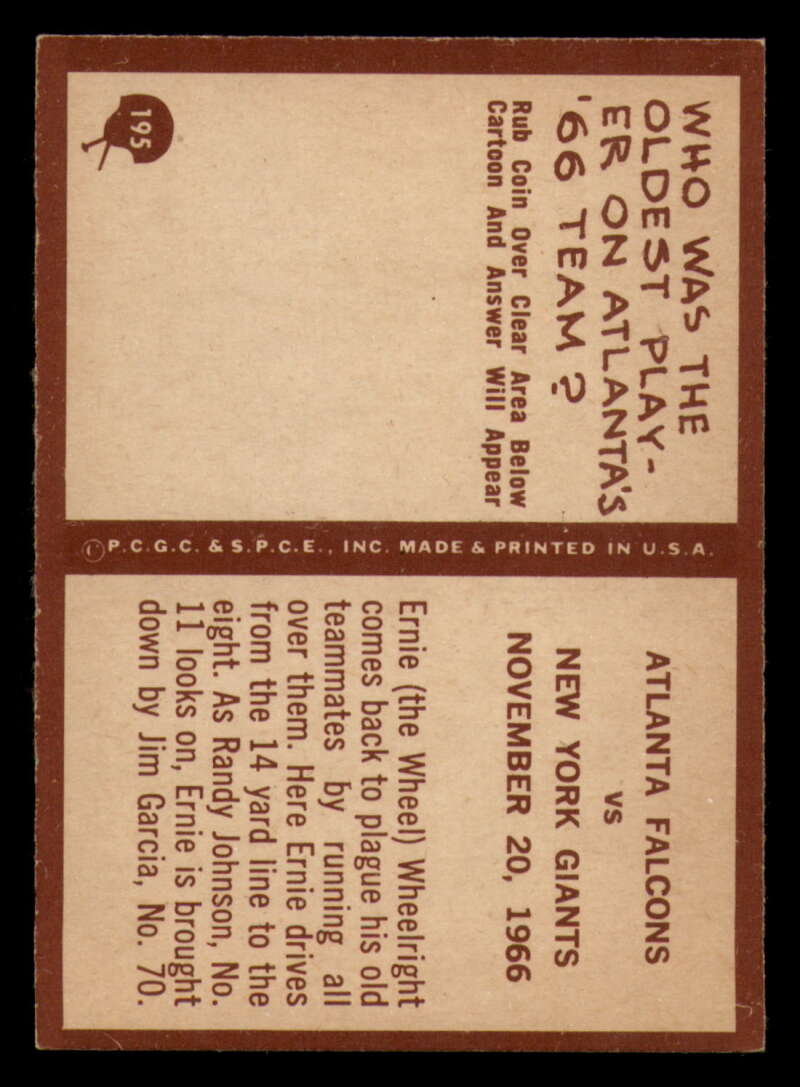 WHO WAS THE
OLDEST PLAY-
ER ON ATLANTA'S
'66 TEAM?
Rub Coin Over Clear Area Below
Cartoon And Answer Will Appear
195
© P.C.G.C. & S.P.C.E., INC. MADE & PRINTED IN U.S.A.
ATLANTA FALCONS
vs
NEW YORK GIANTS
NOVEMBER 20, 1966
Ernie (the Wheel) Wheelright
comes back to plague his old
teammates by running all
over them. Here Ernie drives
from the 14 yard line to the
eight. As Randy Johnson, No.
11 looks on, Ernie is brought
down by Jim Garcia, No. 70.